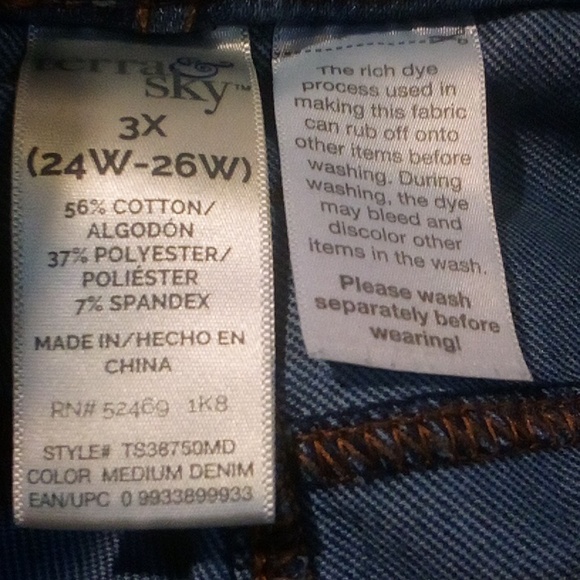 terra
sky™
3X
(24W-26W)
56% COTTON/
ALGODÓN
37% POLYESTER/
POLIÉSTER
7% SPANDEX
MADE IN/HECHO EN
CHINA
RN# 52469 1K8
STYLE# TS38750MD
COLOR MEDIUM DENIM
EAN/UPC 0 9933899933
The rich dye
process used in
making this fabric
can rub off onto
other items before
washing. During
washing, the dye
may bleed and
discolor other
items in the wash.
Please wash
separately before
wearing!